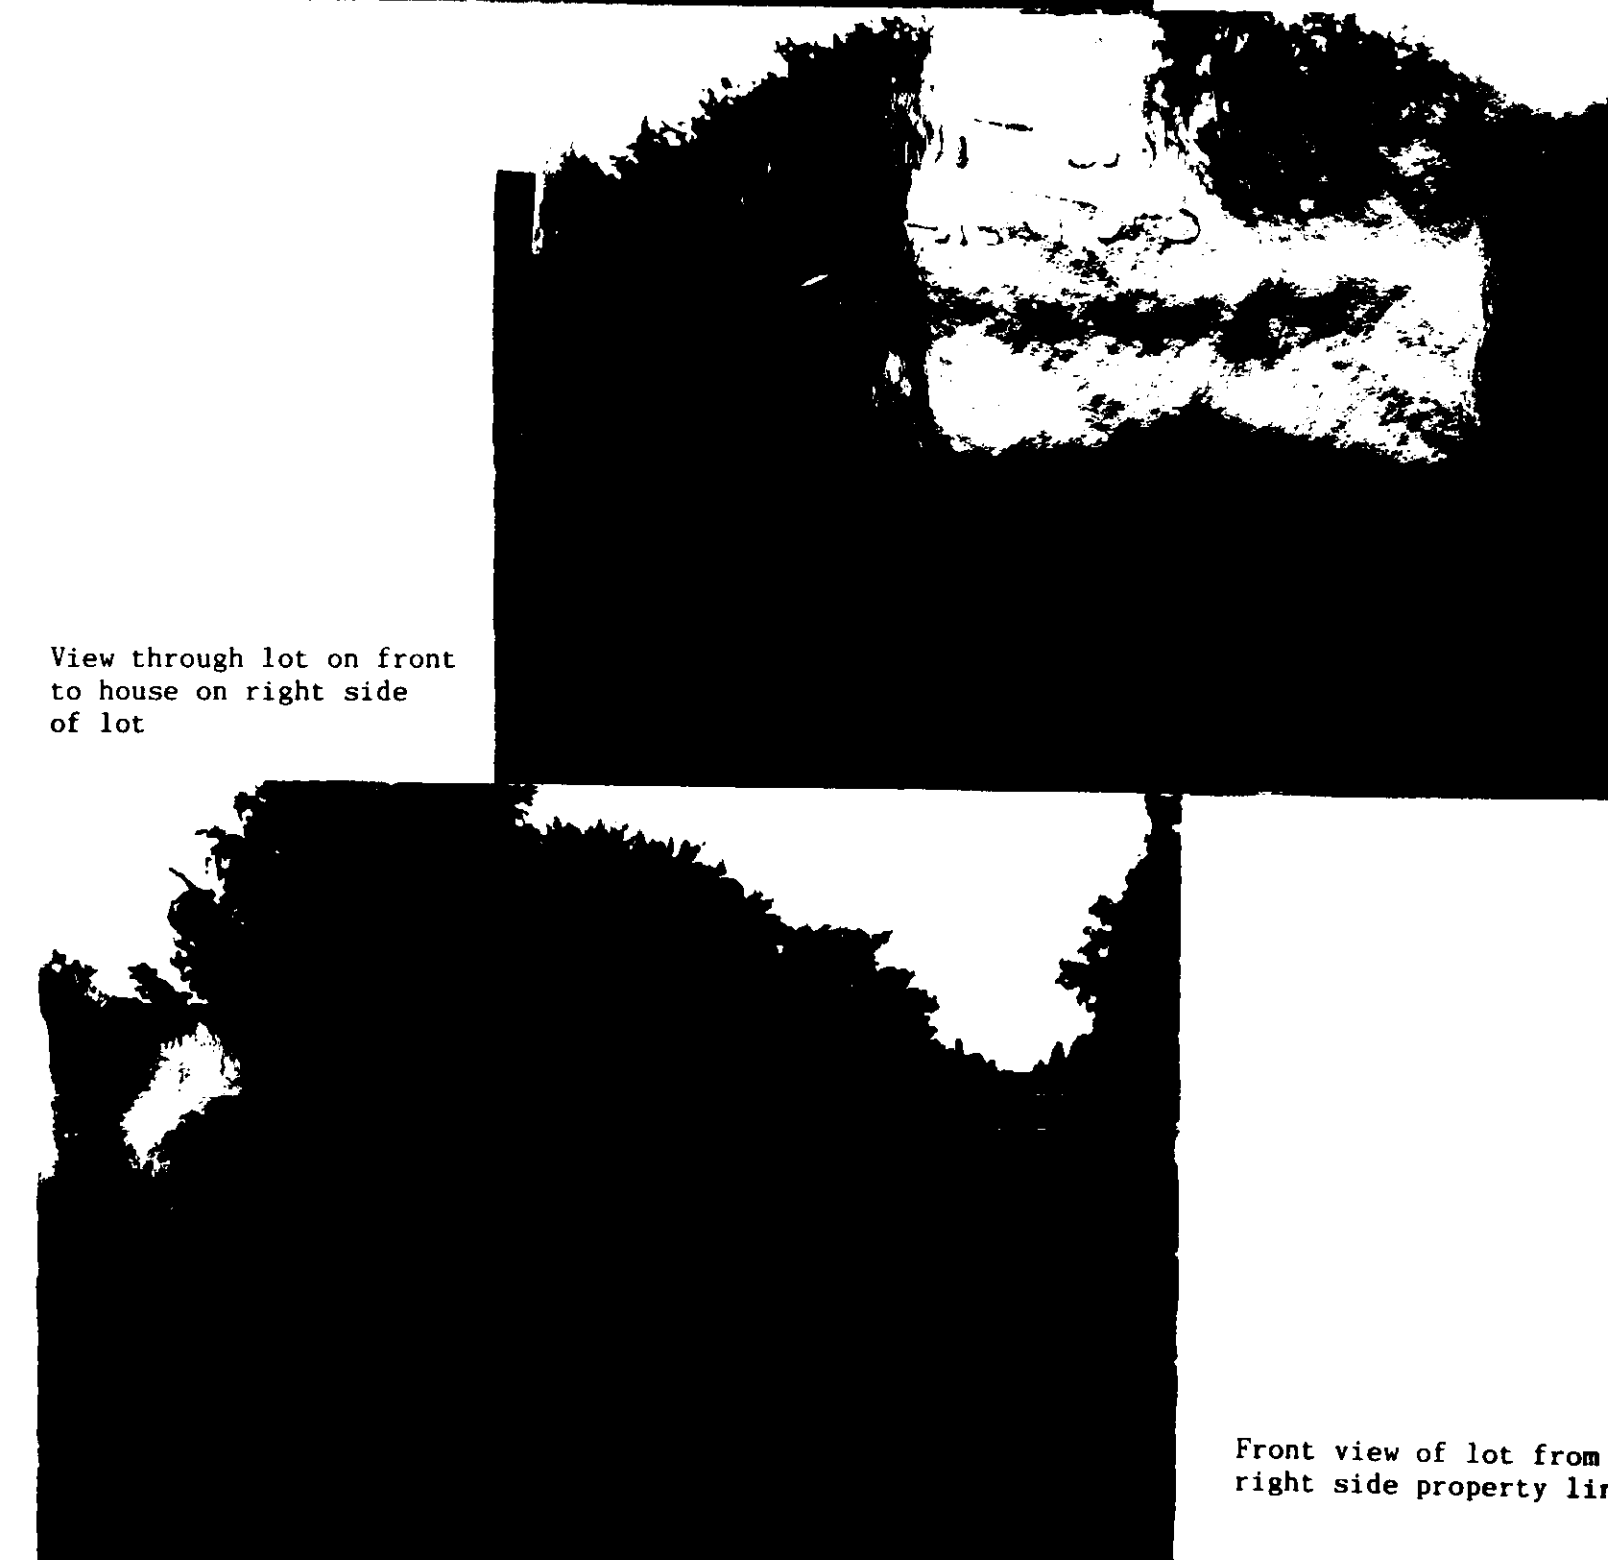 View through lot on front
to house on right side
of lot
Front view of lot from
right side property